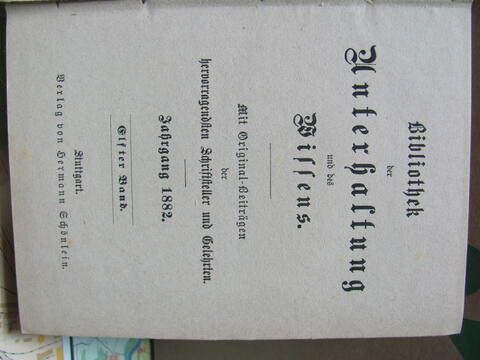 Bibliothek
der
Unterhaltung
und des
Wissens.
Mit Original-Beiträgen
der
hervorragendsten Schriftsteller und Gelehrten.
Jahrgang 1882.
Elfter Band.
Stuttgart.
Verlag von Hermann Schönlein.